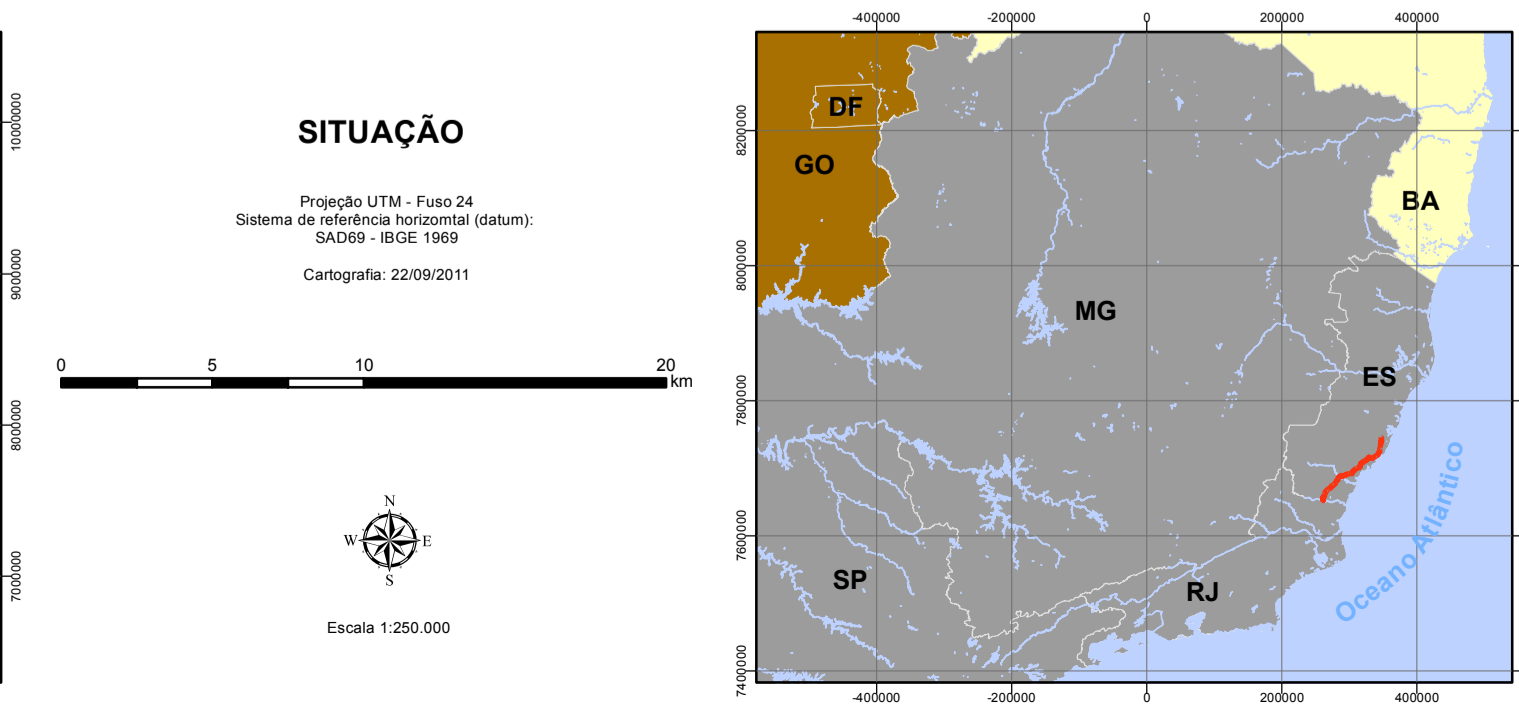 SITUAÇÃO
Projeção UTM - Fuso 24
Sistema de referência horizomtal (datum):
SAD69 - IBGE 1969
Cartografia: 22/09/2011
0 5 10 20
km
N
W E
S
Escala 1:250.000
10000000
9000000
8000000
7000000
-400000 -200000 0 200000 400000
8200000
8000000
7800000
7600000
7400000
DF
GO
BA
MG
ES
SP
RJ
Oceano Atlântico
-400000 -200000 0 200000 400000